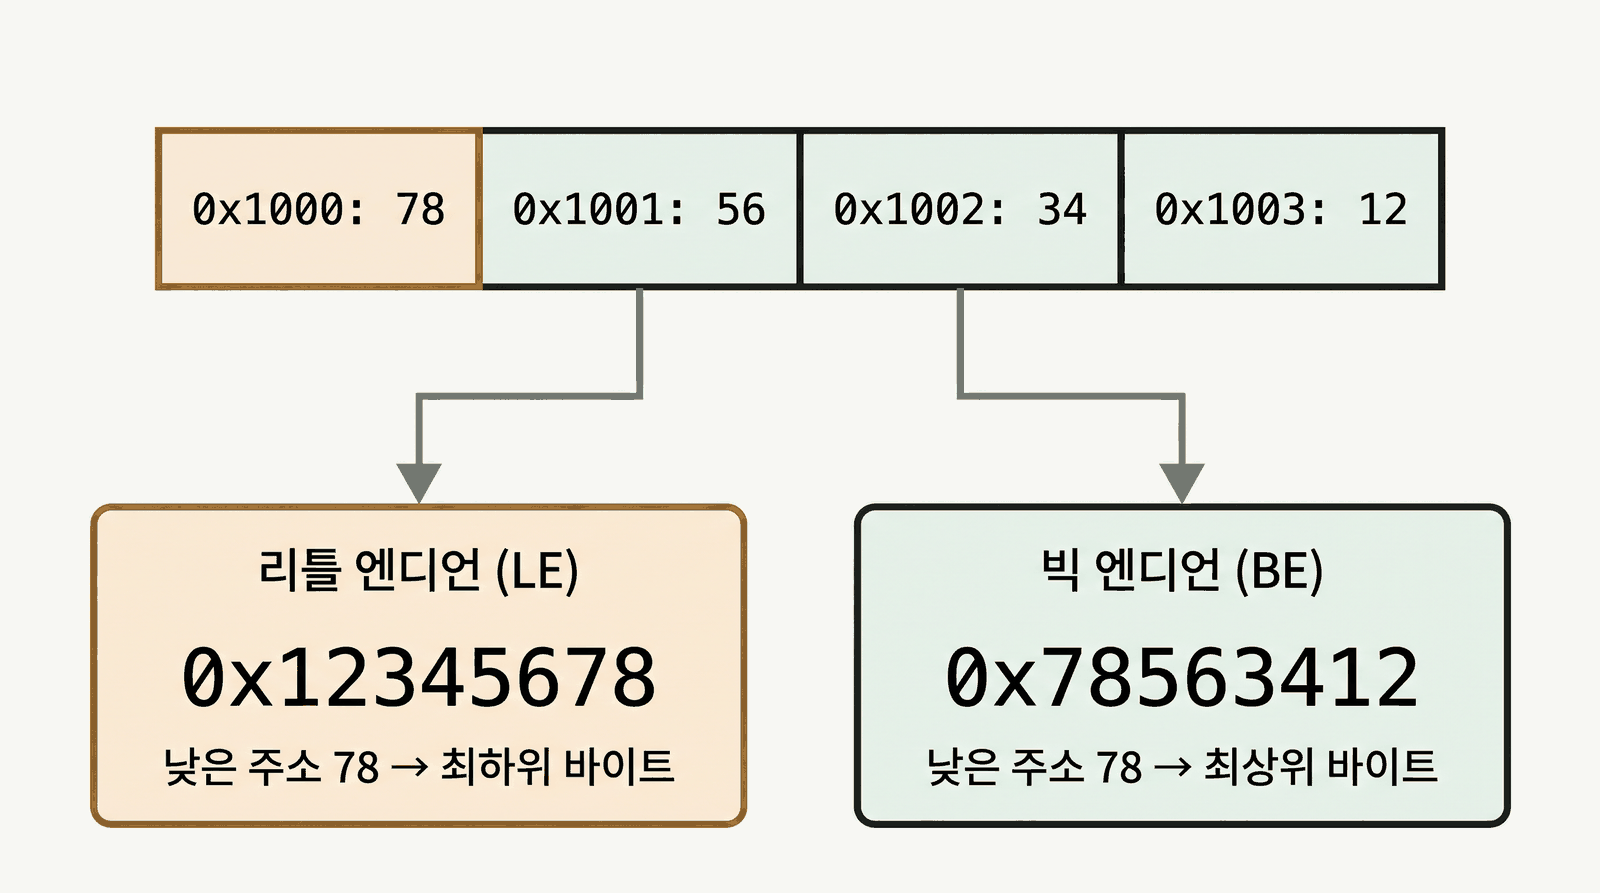 0x1000: 78 0x1001: 56 0x1002: 34 0x1003: 12
리틀 엔디언 (LE)
0x12345678
낮은 주소 78 → 최하위 바이트
빅 엔디언 (BE)
0x78563412
낮은 주소 78 → 최상위 바이트